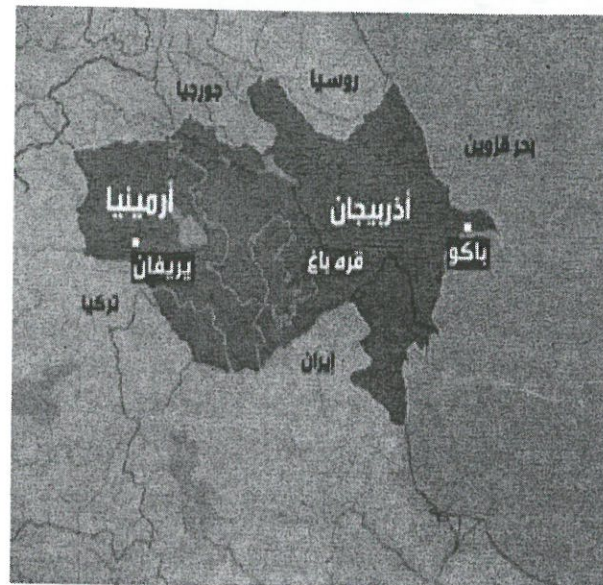 روسيا
جورجيا
بحر قزوين
أرمينيا
أذربيجان
باكو
قره باغ
يريفان
تركيا
إيران